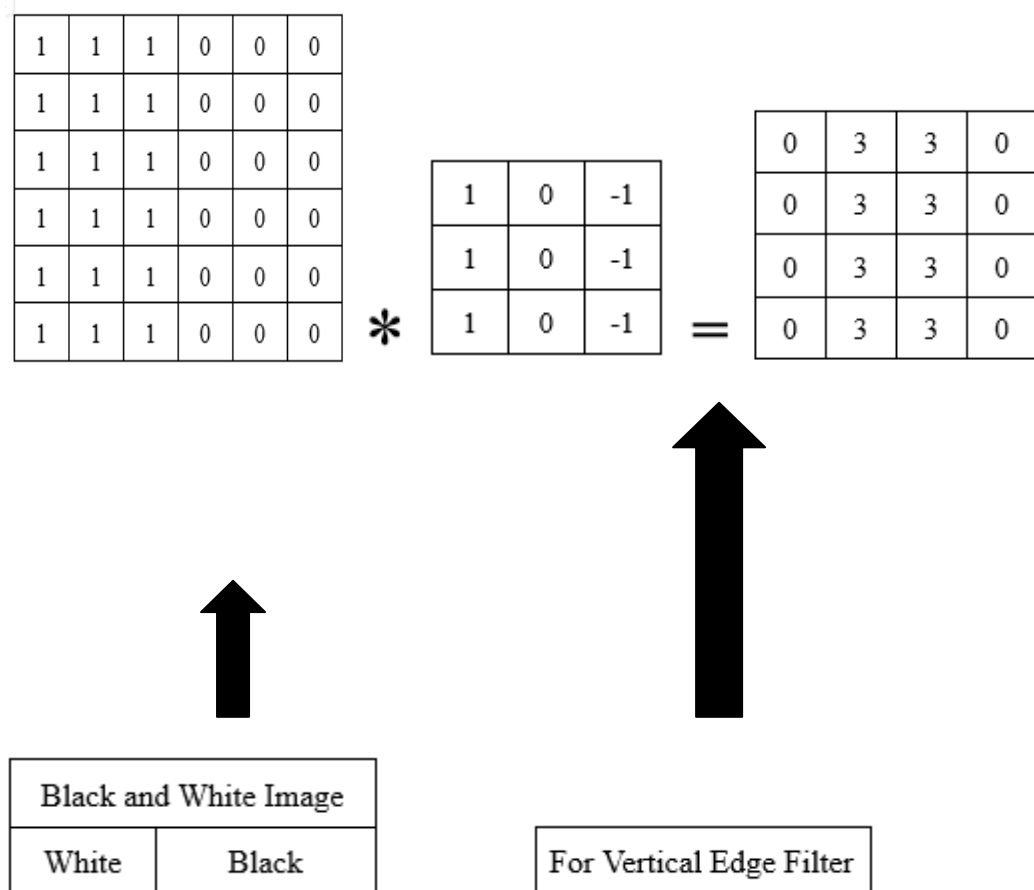 1 1 1 0 0 0
1 1 1 0 0 0
1 1 1 0 0 0
1 1 1 0 0 0
1 1 1 0 0 0
1 1 1 0 0 0
*
1 0 -1
1 0 -1
1 0 -1
=
0 3 3 0
0 3 3 0
0 3 3 0
0 3 3 0
Black and White Image
White Black
For Vertical Edge Filter